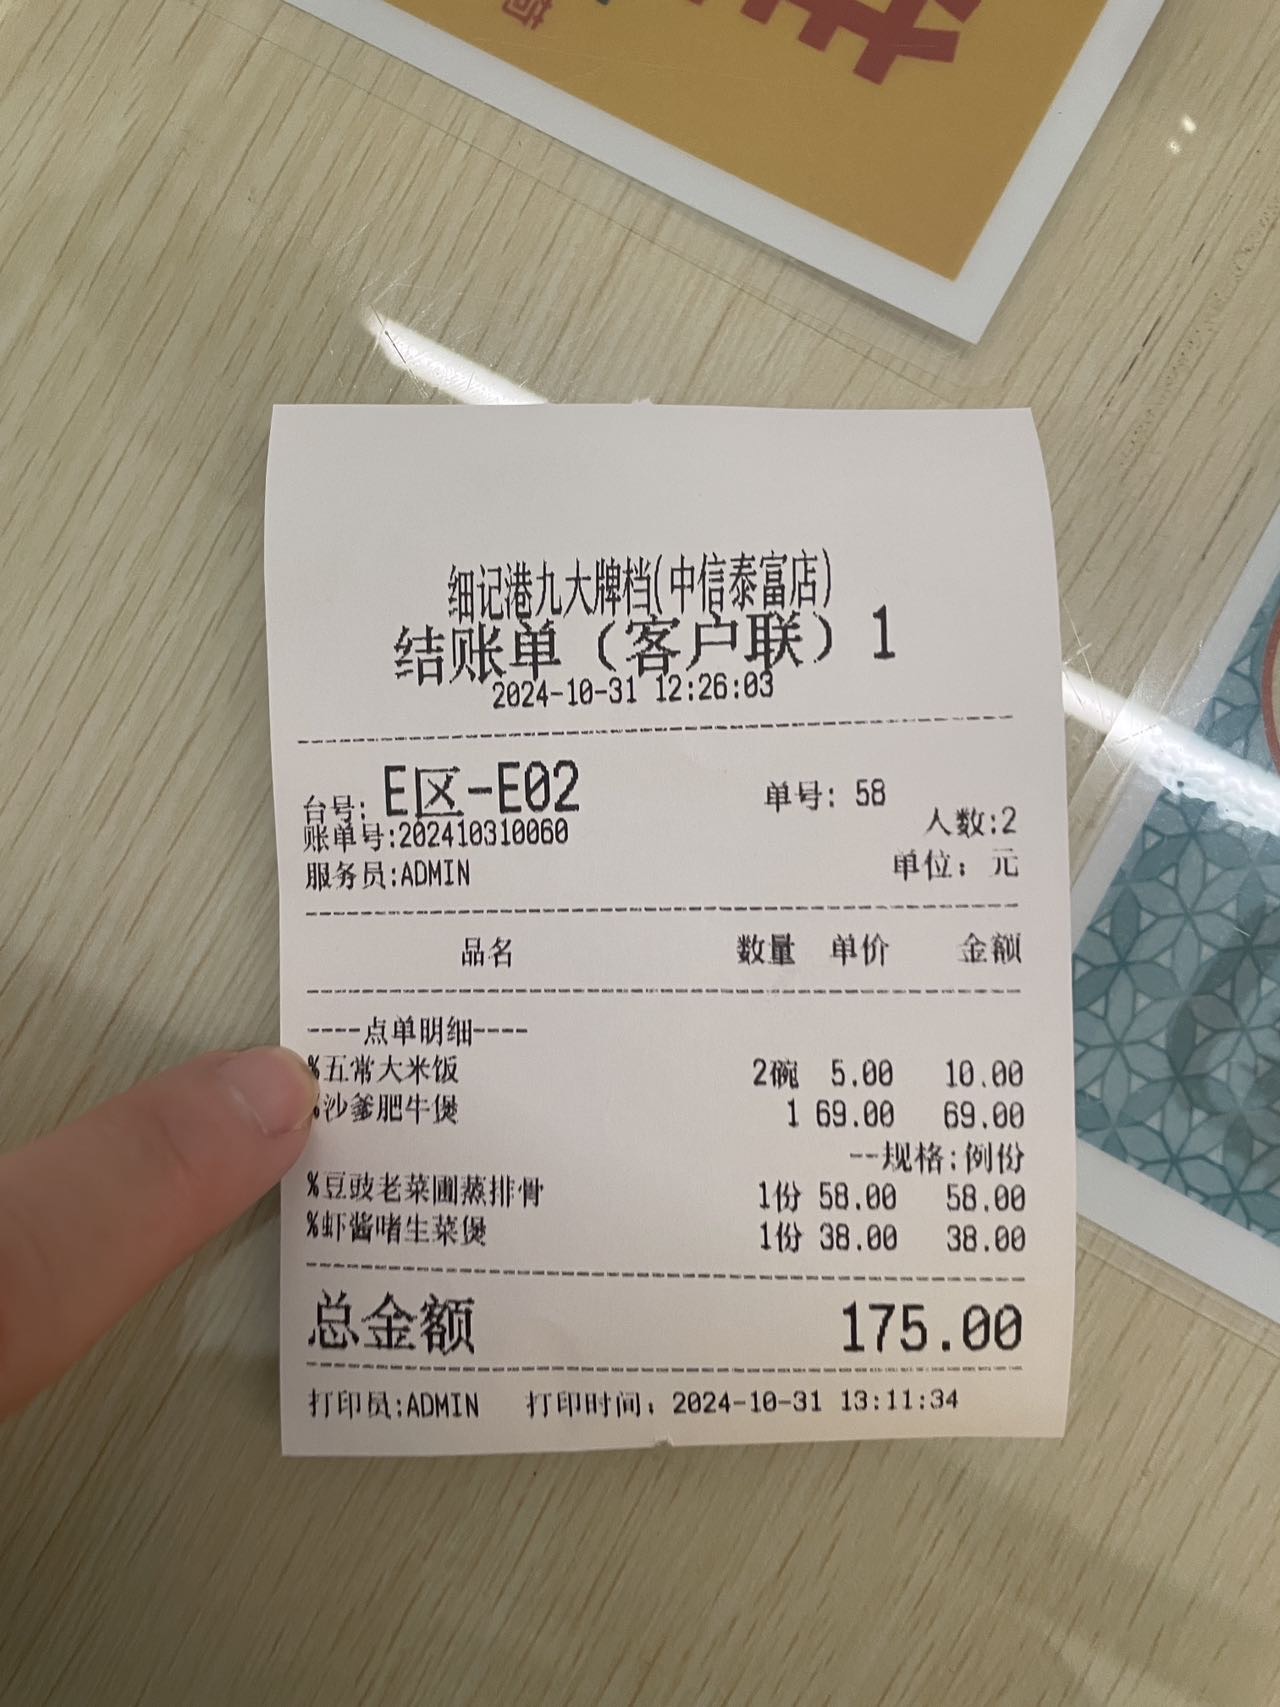 细记港九大牌档(中信泰富店)
结账单（客户联）1
2024-10-31 12:26:03
台号: E区-E02 单号: 58
账单号:202410310060 人数:2
服务员:ADMIN 单位: 元
品名 数量 单价 金额
----点单明细----
%五常大米饭 2碗 5.00 10.00
%沙爹肥牛煲 1 69.00 69.00
--规格:例份
%豆豉老菜圃蒸排骨 1份 58.00 58.00
%虾酱啫生菜煲 1份 38.00 38.00
总金额 175.00
打印员:ADMIN 打印时间: 2024-10-31 13:11:34